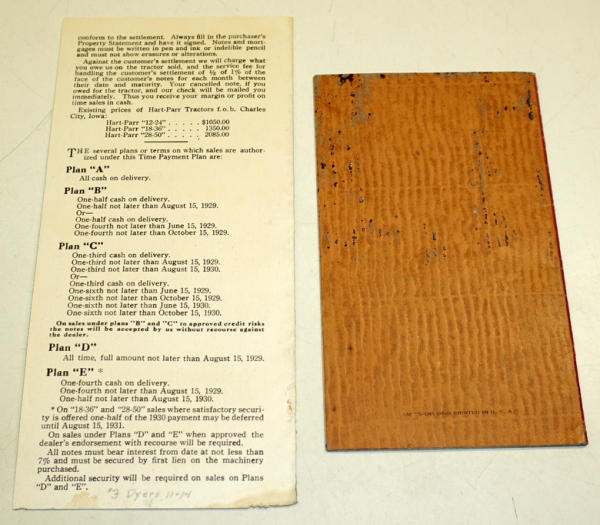 conform to the settlement. Always fill in the purchaser's
Property Statement and have it signed. Notes and mort-
gages must be written in pen and ink or indelible pencil
and must not show erasures or alterations.
Against the customer's settlement we will charge what
you owe us on the tractor sold, and the service fee for
handling the customer's settlement of ½ of 1% of the
face of the customer's notes for each month between
their date and maturity. Your cancelled note, if you
owed for the tractor, and our check will be mailed you
immediately. Thus you receive your margin or profit on
time sales in cash.
Existing prices of Hart-Parr Tractors f.o.b. Charles
City, Iowa:
Hart-Parr "12-24" . . . . . $1050.00
Hart-Parr "18-36" . . . . . 1350.00
Hart-Parr "28-50" . . . . . 2085.00
THE several plans or terms on which sales are author-
ized under this Time Payment Plan are:
Plan "A"
All cash on delivery.
Plan "B"
One-half cash on delivery.
One-half not later than August 15, 1929.
Or—
One-half cash on delivery.
One-fourth not later than June 15, 1929.
One-fourth not later than October 15, 1929.
Plan "C"
One-third cash on delivery.
One-third not later than August 15, 1929.
One-third not later than August 15, 1930.
Or—
One-third cash on delivery.
One-sixth not later than June 15, 1929.
One-sixth not later than October 15, 1929.
One-sixth not later than June 15, 1930.
One-sixth not later than October 15, 1930.
On sales under plans "B" and "C" to approved credit risks
the notes will be accepted by us without recourse against
the dealer.
Plan "D"
All time, full amount not later than August 15, 1929.
Plan "E" *
One-fourth cash on delivery.
One-fourth not later than August 15, 1929.
One-half not later than August 15, 1930.
* On "18-36" and "28-50" sales where satisfactory securi-
ty is offered one-half of the 1930 payment may be deferred
until August 15, 1931.
On sales under Plans "D" and "E" when approved the
dealer's endorsement with recourse will be required.
All notes must bear interest from date at not less than
7% and must be secured by first lien on the machinery
purchased.
Additional security will be required on sales on Plans
"D" and "E".
#3 Dyers 11-14
PRINTED IN U. S. A.